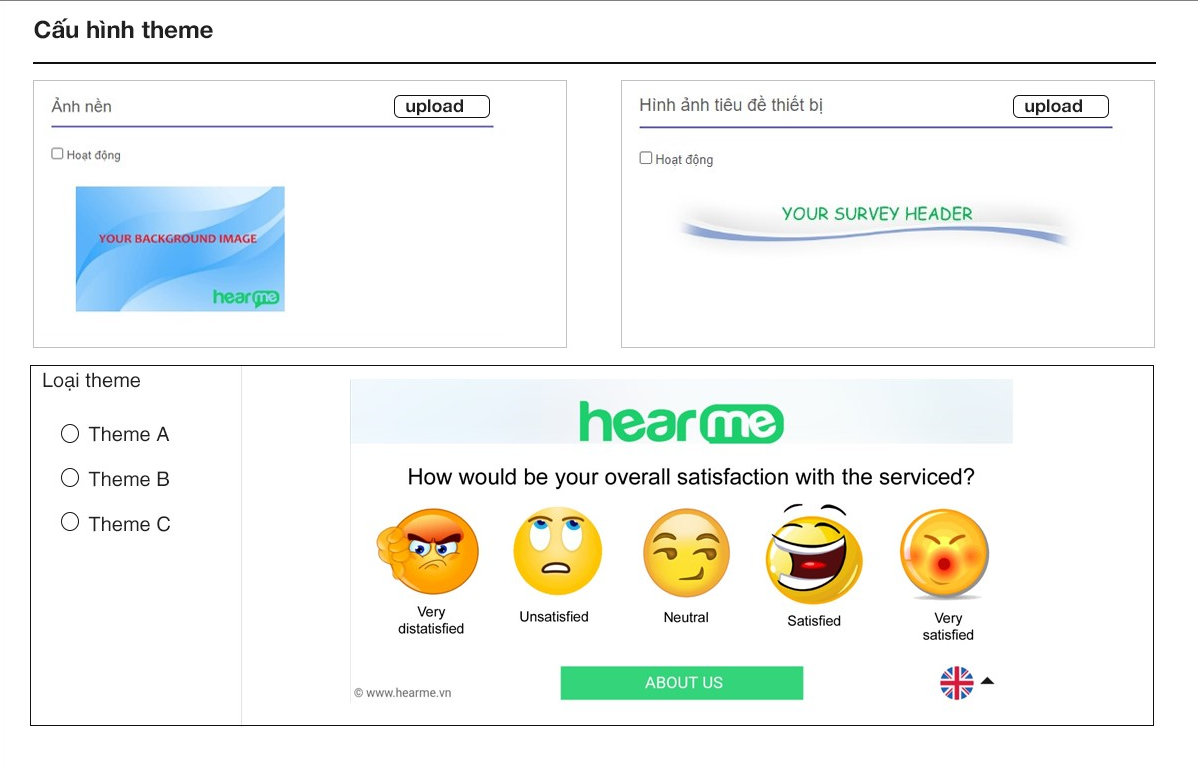 Cấu hình theme
Ảnh nền
upload
Hoạt động
YOUR BACKGROUND IMAGE
hearme
Hình ảnh tiêu đề thiết bị
upload
Hoạt động
YOUR SURVEY HEADER
Loại theme
Theme A
Theme B
Theme C
hearme
How would be your overall satisfaction with the serviced?
Very
distatisfied
Unsatisfied
Neutral
Satisfied
Very
satisfied
© www.hearme.vn
ABOUT US